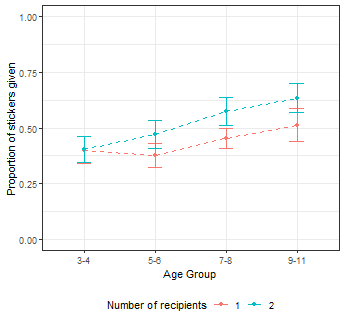 Proportion of stickers given
1.00
0.75
0.50
0.25
0.00
3-4 5-6 7-8 9-11
Age Group
Number of recipients 1 2